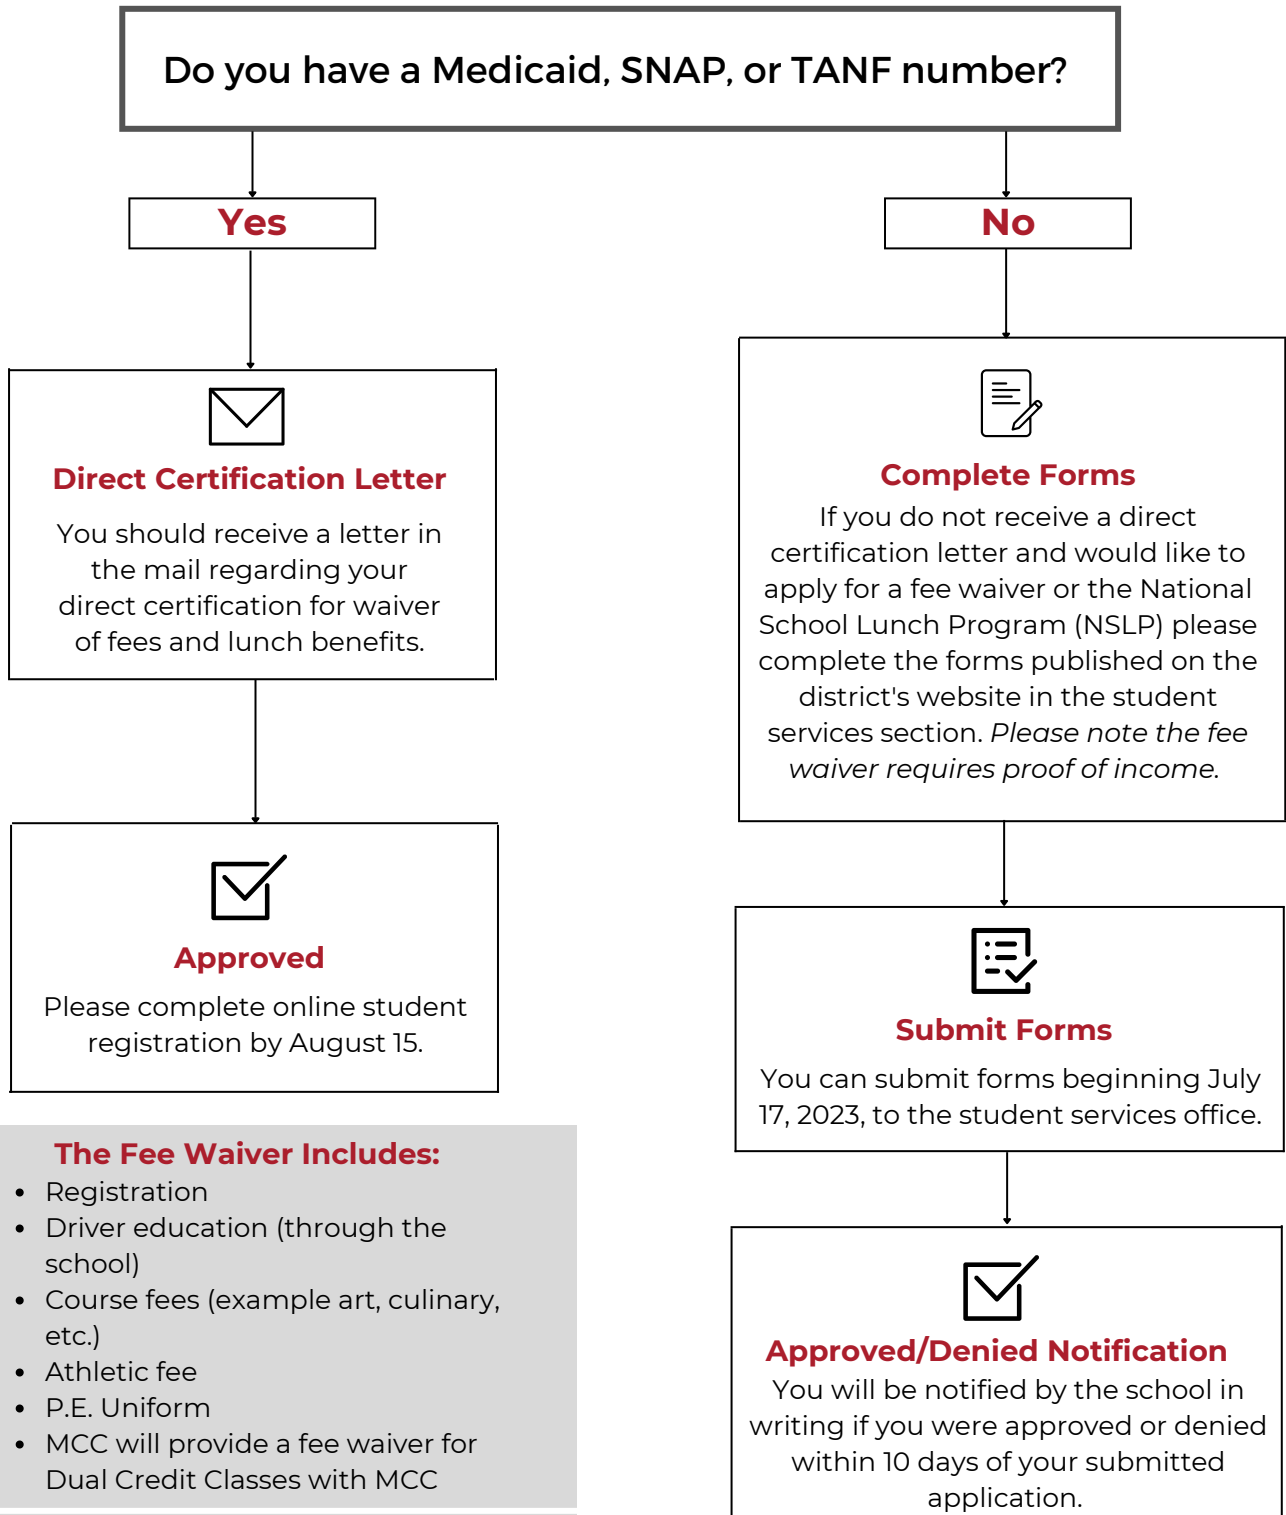 Do you have a Medicaid, SNAP, or TANF number?
Yes
Direct Certification Letter
You should receive a letter in
the mail regarding your
direct certification for waiver
of fees and lunch benefits.
Approved
Please complete online student
registration by August 15.
The Fee Waiver Includes:
• Registration
• Driver education (through the
school)
• Course fees (example art, culinary,
etc.)
• Athletic fee
• P.E. Uniform
• MCC will provide a fee waiver for
Dual Credit Classes with MCC
No
Complete Forms
If you do not receive a direct
certification letter and would like to
apply for a fee waiver or the National
School Lunch Program (NSLP) please
complete the forms published on the
district's website in the student
services section. Please note the fee
waiver requires proof of income.
Submit Forms
You can submit forms beginning July
17, 2023, to the student services office.
Approved/Denied Notification
You will be notified by the school in
writing if you were approved or denied
within 10 days of your submitted
application.